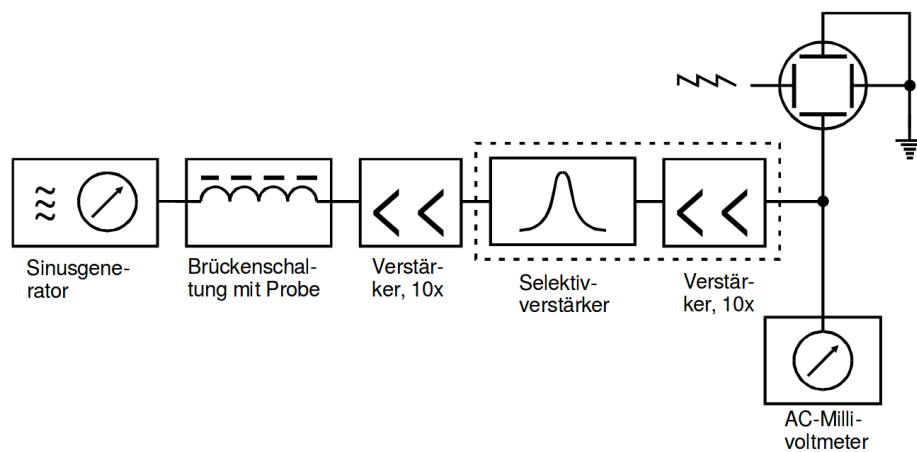 Sinusgene-
rator
Brückenschal-
tung mit Probe
Verstär-
ker, 10x
Selektiv-
verstärker
Verstär-
ker, 10x
AC-Milli-
voltmeter